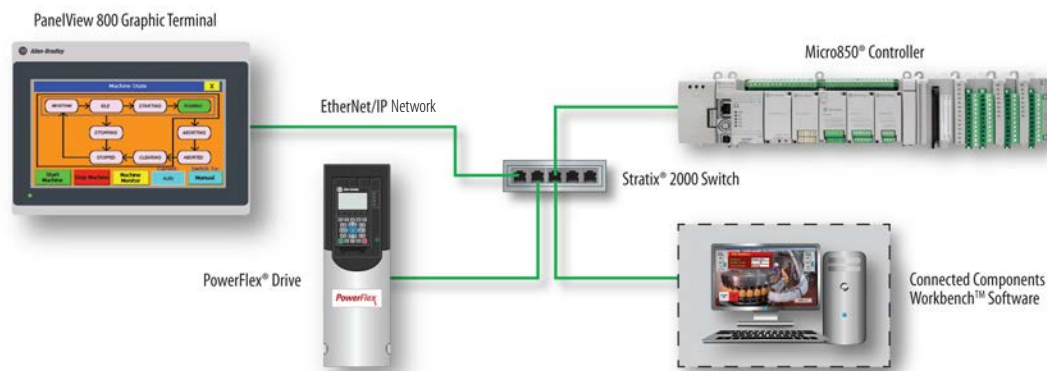 PanelView 800 Graphic Terminal
Allen-Bradley
Machine State
X
IDLE
STARTING
RUNNING
STOPPING
ABORTING
STOPPED
CLEARING
ABORTED
Start
Machine
Stop Machine
Machine
Monitor
Auto
Switch To
Manual
EtherNet/IP Network
Micro850® Controller
Stratix® 2000 Switch
PowerFlex® Drive
PowerFlex
Connected Components
Workbench™ Software